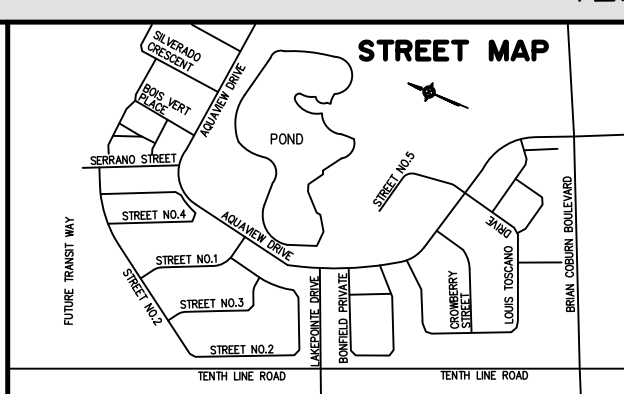 STREET MAP
SILVERADO
CRESCENT
BOIS VERT
PLACE
AQUAVIEW DRIVE
POND
SERRANO STREET
STREET NO.5
STREET NO.4
AQUAVIEW DRIVE
DRIVE
FUTURE TRANSIT WAY
STREET NO.1
STREET NO.2
STREET NO.3
STREET NO.2
LAKEPOINTE DRIVE
BONFIELD PRIVATE
CROWBERRY
STREET
LOUIS TOSCANO
BRIAN COBURN BOULEVARD
TENTH LINE ROAD
TENTH LINE ROAD